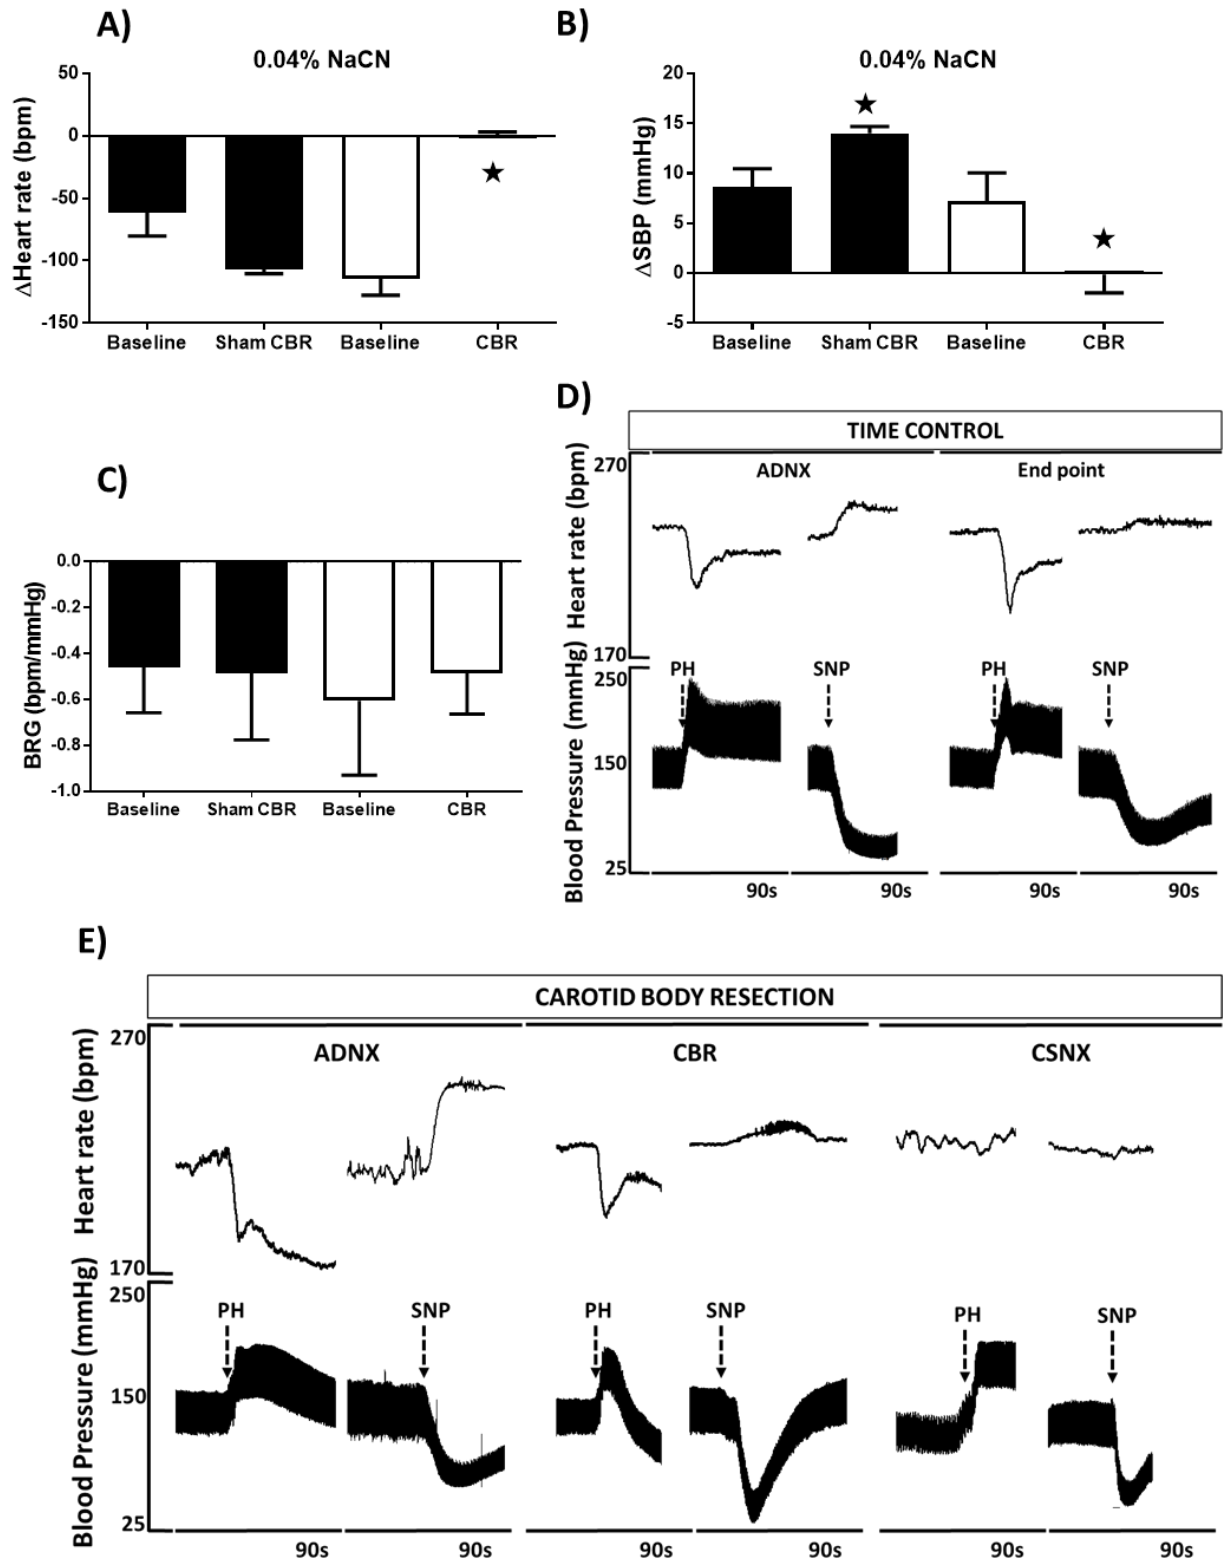 A)
0.04% NaCN
ΔHeart rate (bpm)
50
0
-50
-100
-150
Baseline Sham CBR Baseline CBR
B)
0.04% NaCN
ΔSBP (mmHg)
20
15
10
5
0
-5
Baseline Sham CBR Baseline CBR
C)
BRG (bpm/mmHg)
0.0
-0.2
-0.4
-0.6
-0.8
-1.0
Baseline Sham CBR Baseline CBR
D)
TIME CONTROL
ADNX End point
Heart rate (bpm)
270
170
PH SNP PH SNP
Blood Pressure (mmHg)
250
150
25
90s 90s 90s 90s
E)
CAROTID BODY RESECTION
ADNX CBR CSNX
Heart rate (bpm)
270
170
PH SNP PH SNP PH SNP
Blood Pressure (mmHg)
250
150
25
90s 90s 90s 90s 90s 90s